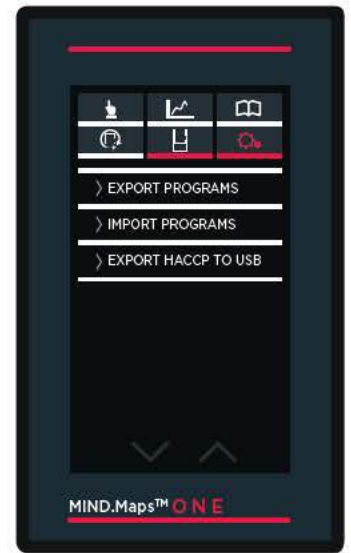 > EXPORT PROGRAMS
> IMPORT PROGRAMS
> EXPORT HACCP TO USB
MIND.Maps™ ONE